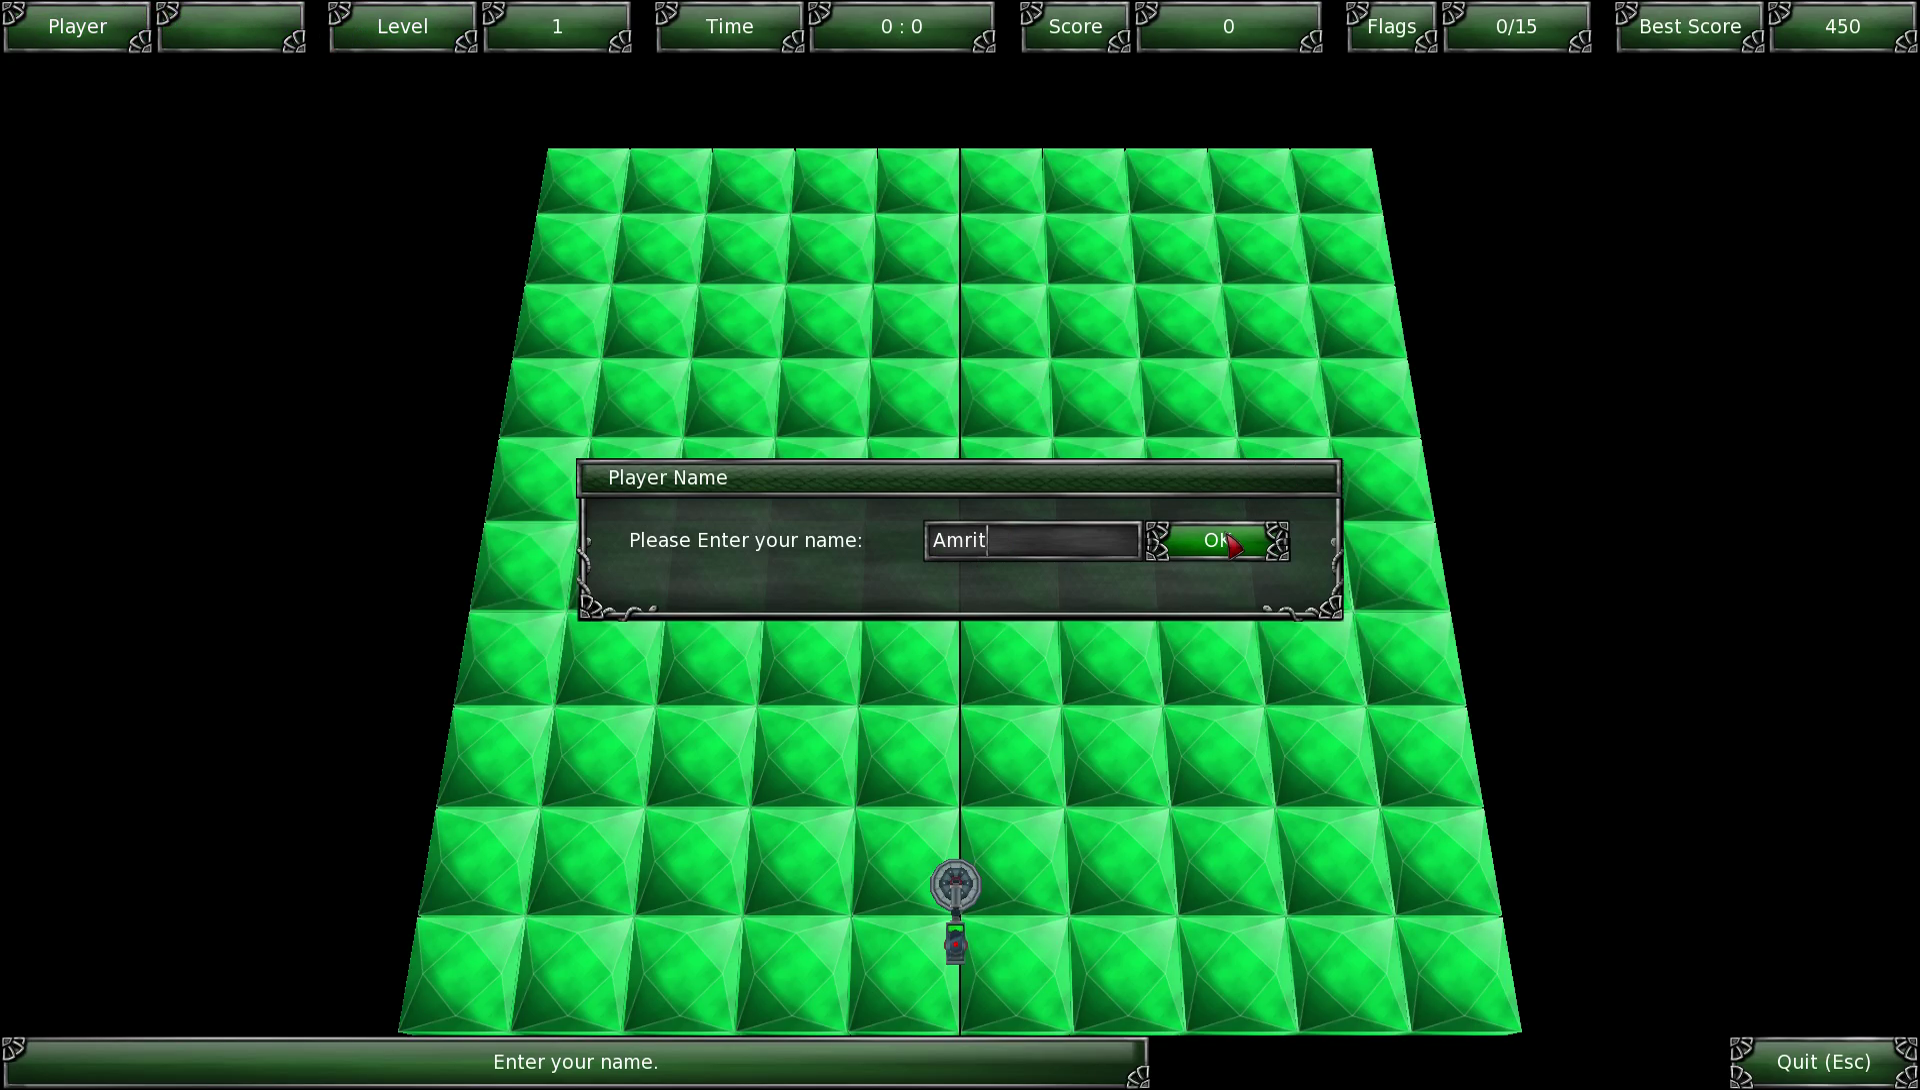 Player Level 1 Time 0 : 0 Score 0 Flags 0/15 Best Score 450
Player Name
Please Enter your name: Amrit OK
Enter your name. Quit (Esc)